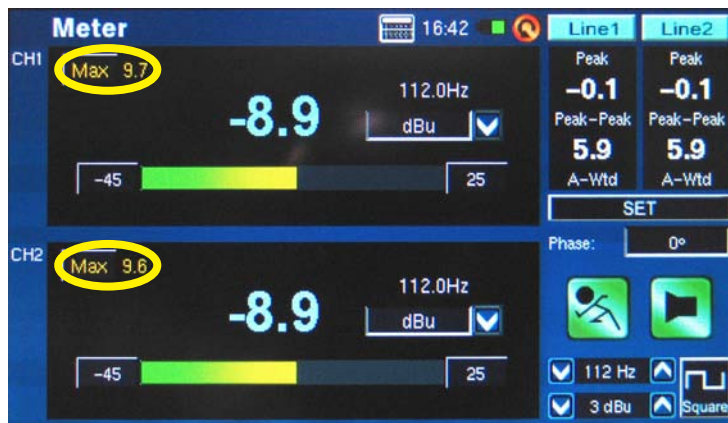 Meter
16:42
Line1
Line2
CH1
Max 9.7
-8.9
112.0Hz
dBu
-45
25
Peak
Peak
-0.1
-0.1
Peak-Peak
Peak-Peak
5.9
5.9
A-Wtd
A-Wtd
SET
Phase:
0°
CH2
Max 9.6
-8.9
112.0Hz
dBu
-45
25
112 Hz
3 dBu
Square